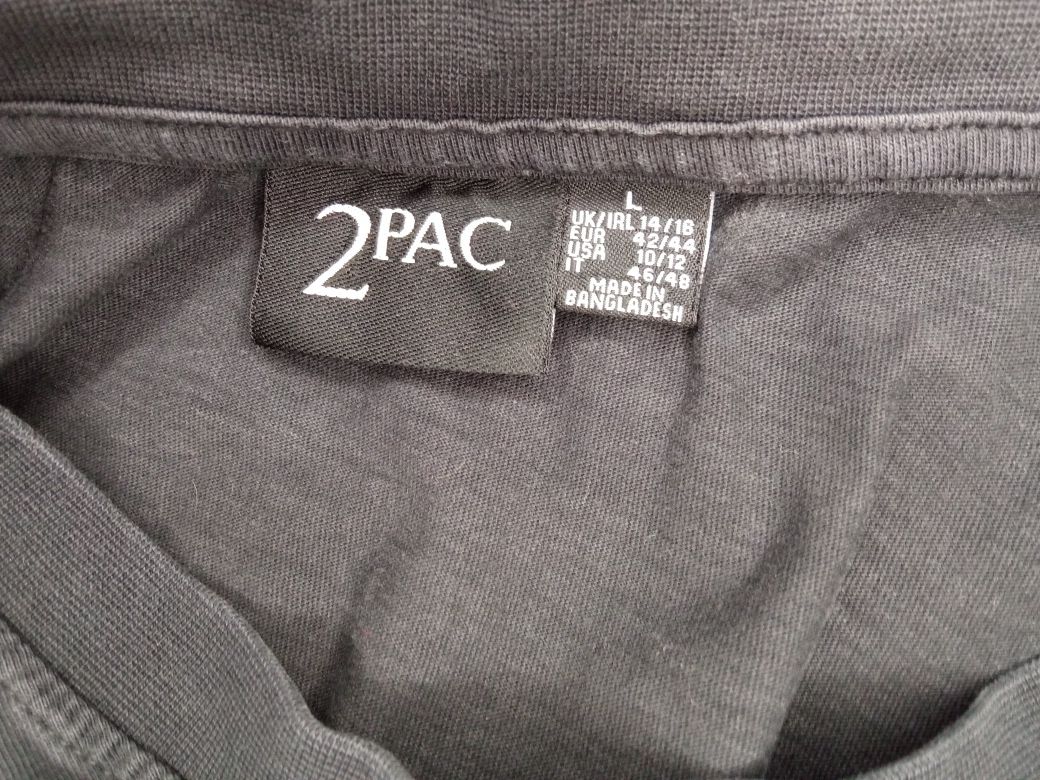 2PAC
L
UK/IRL 14/16
EUR 42/44
USA 10/12
IT 46/48
MADE IN
BANGLADESH